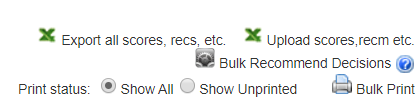 Export all scores, recs, etc. Upload scores,recm etc.
Bulk Recommend Decisions ?
Print status: Show All Show Unprinted Bulk Print